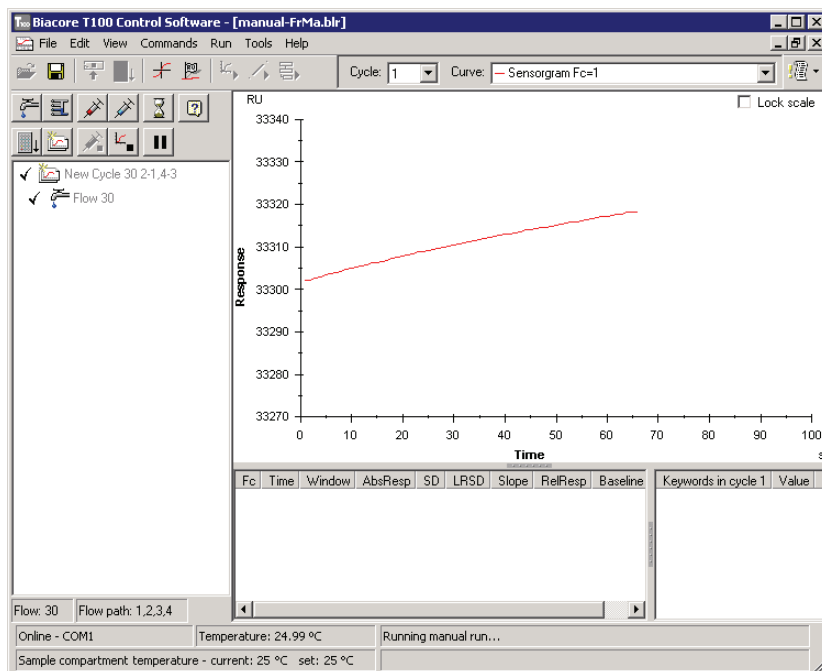 T100 Biacore T100 Control Software - [manual-FrMa.blr]
File Edit View Commands Run Tools Help
Cycle: 1 Curve: Sensorgram Fc=1
RU
Lock scale
New Cycle 30 2-1,4-3
Flow 30
33340
33330
33320
33310
33300
33290
33280
33270
Response
0 10 20 30 40 50 60 70 80 90 100
Time
s
Fc Time Window AbsResp SD LRSD Slope RelResp Baseline
Keywords in cycle 1 Value
Flow: 30 Flow path: 1,2,3,4
Online - COM1 Temperature: 24.99 ºC Running manual run...
Sample compartment temperature - current: 25 ºC set: 25 ºC